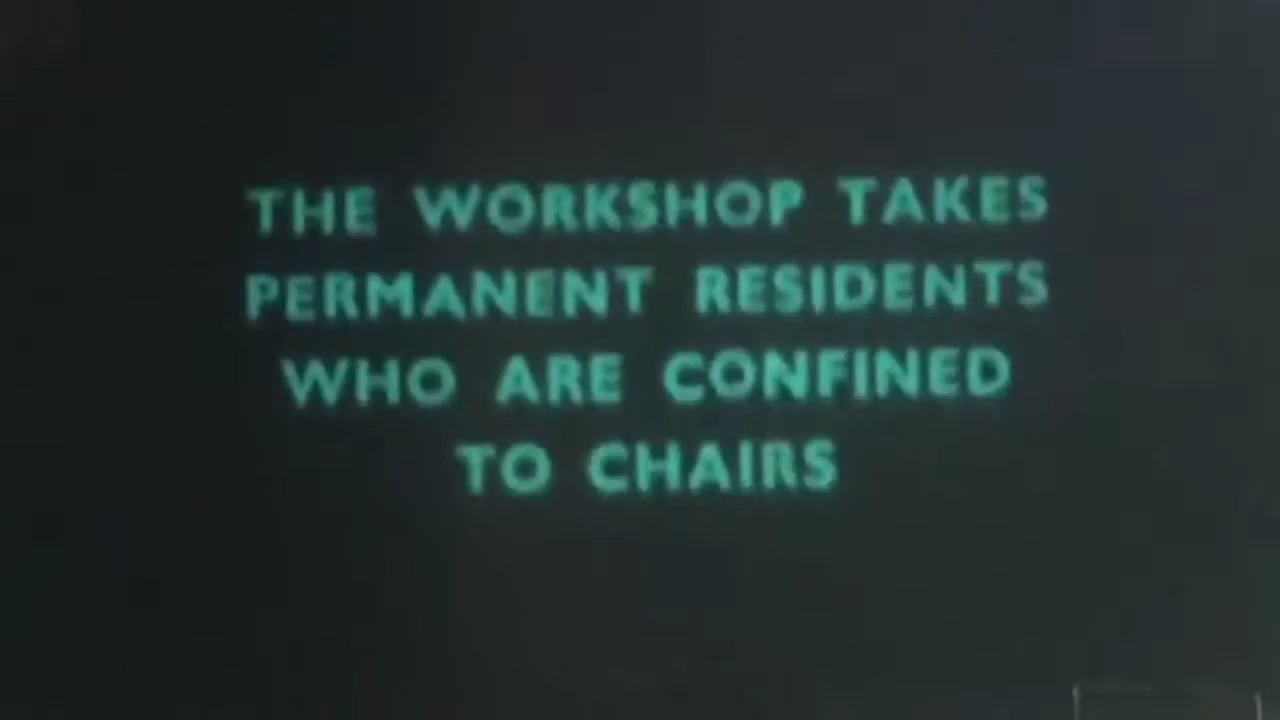 THE WORKSHOP TAKES
PERMANENT RESIDENTS
WHO ARE CONFINED
TO CHAIRS